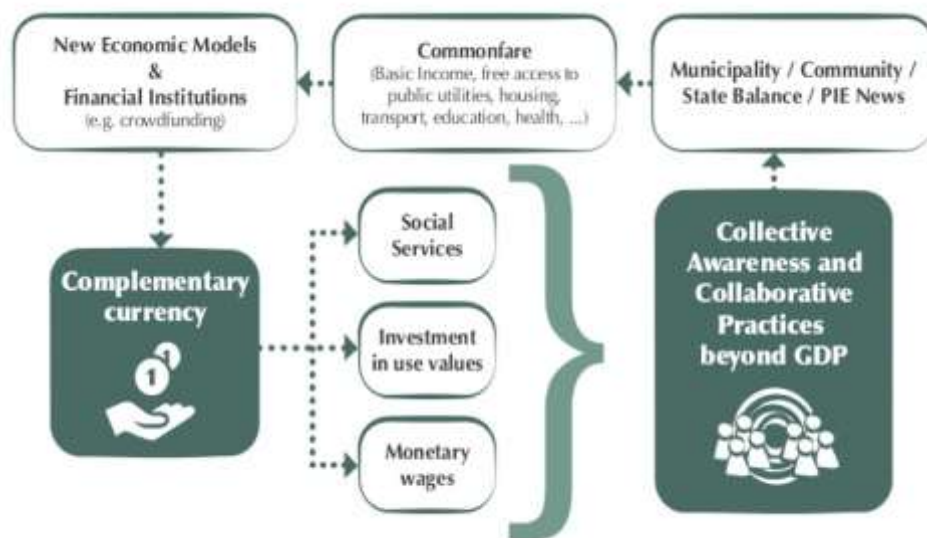 New Economic Models
&
Financial Institutions
(e.g. crowdfunding)
Commonfare
(Basic Income, free access to
public utilities, housing,
transport, education, health, ...)
Municipality / Community /
State Balance / PIE News
Complementary
currency
1
1
Social
Services
Investment
in use values
Monetary
wages
Collective
Awareness and
Collaborative
Practices
beyond GDP